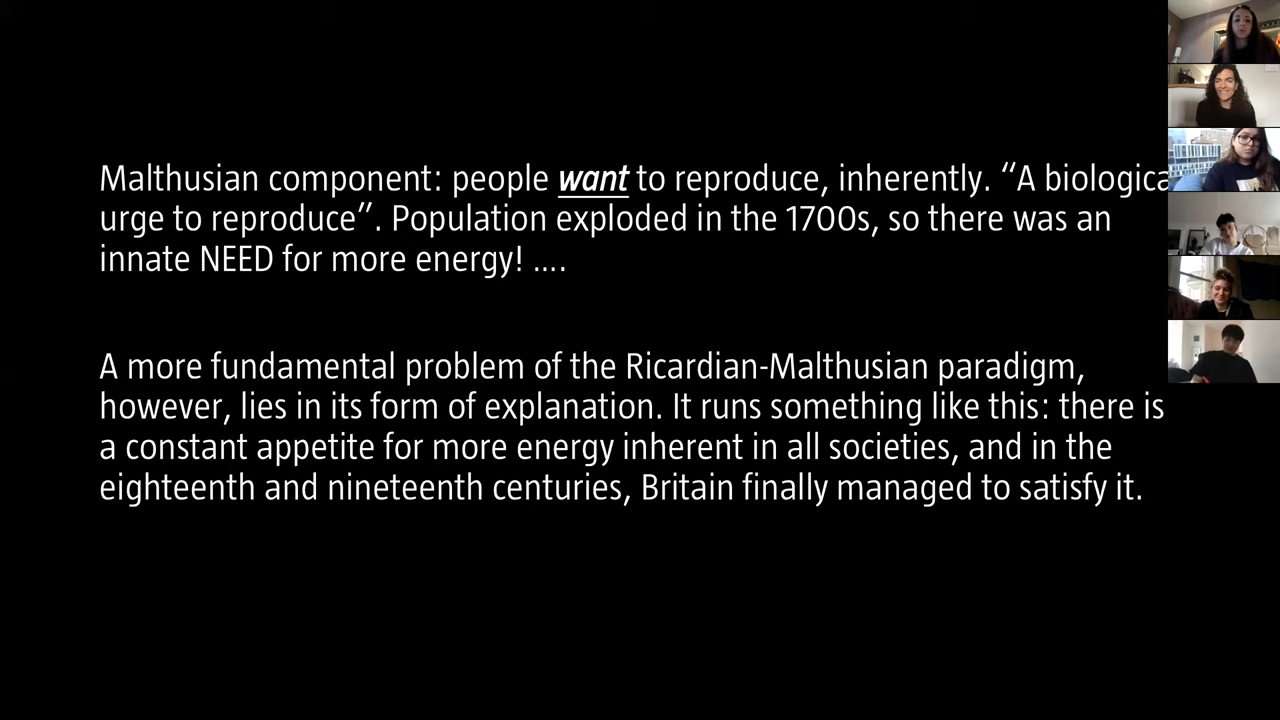 Malthusian component: people want to reproduce, inherently. “A biologica
urge to reproduce”. Population exploded in the 1700s, so there was an
innate NEED for more energy! ....
A more fundamental problem of the Ricardian-Malthusian paradigm,
however, lies in its form of explanation. It runs something like this: there is
a constant appetite for more energy inherent in all societies, and in the
eighteenth and nineteenth centuries, Britain finally managed to satisfy it.